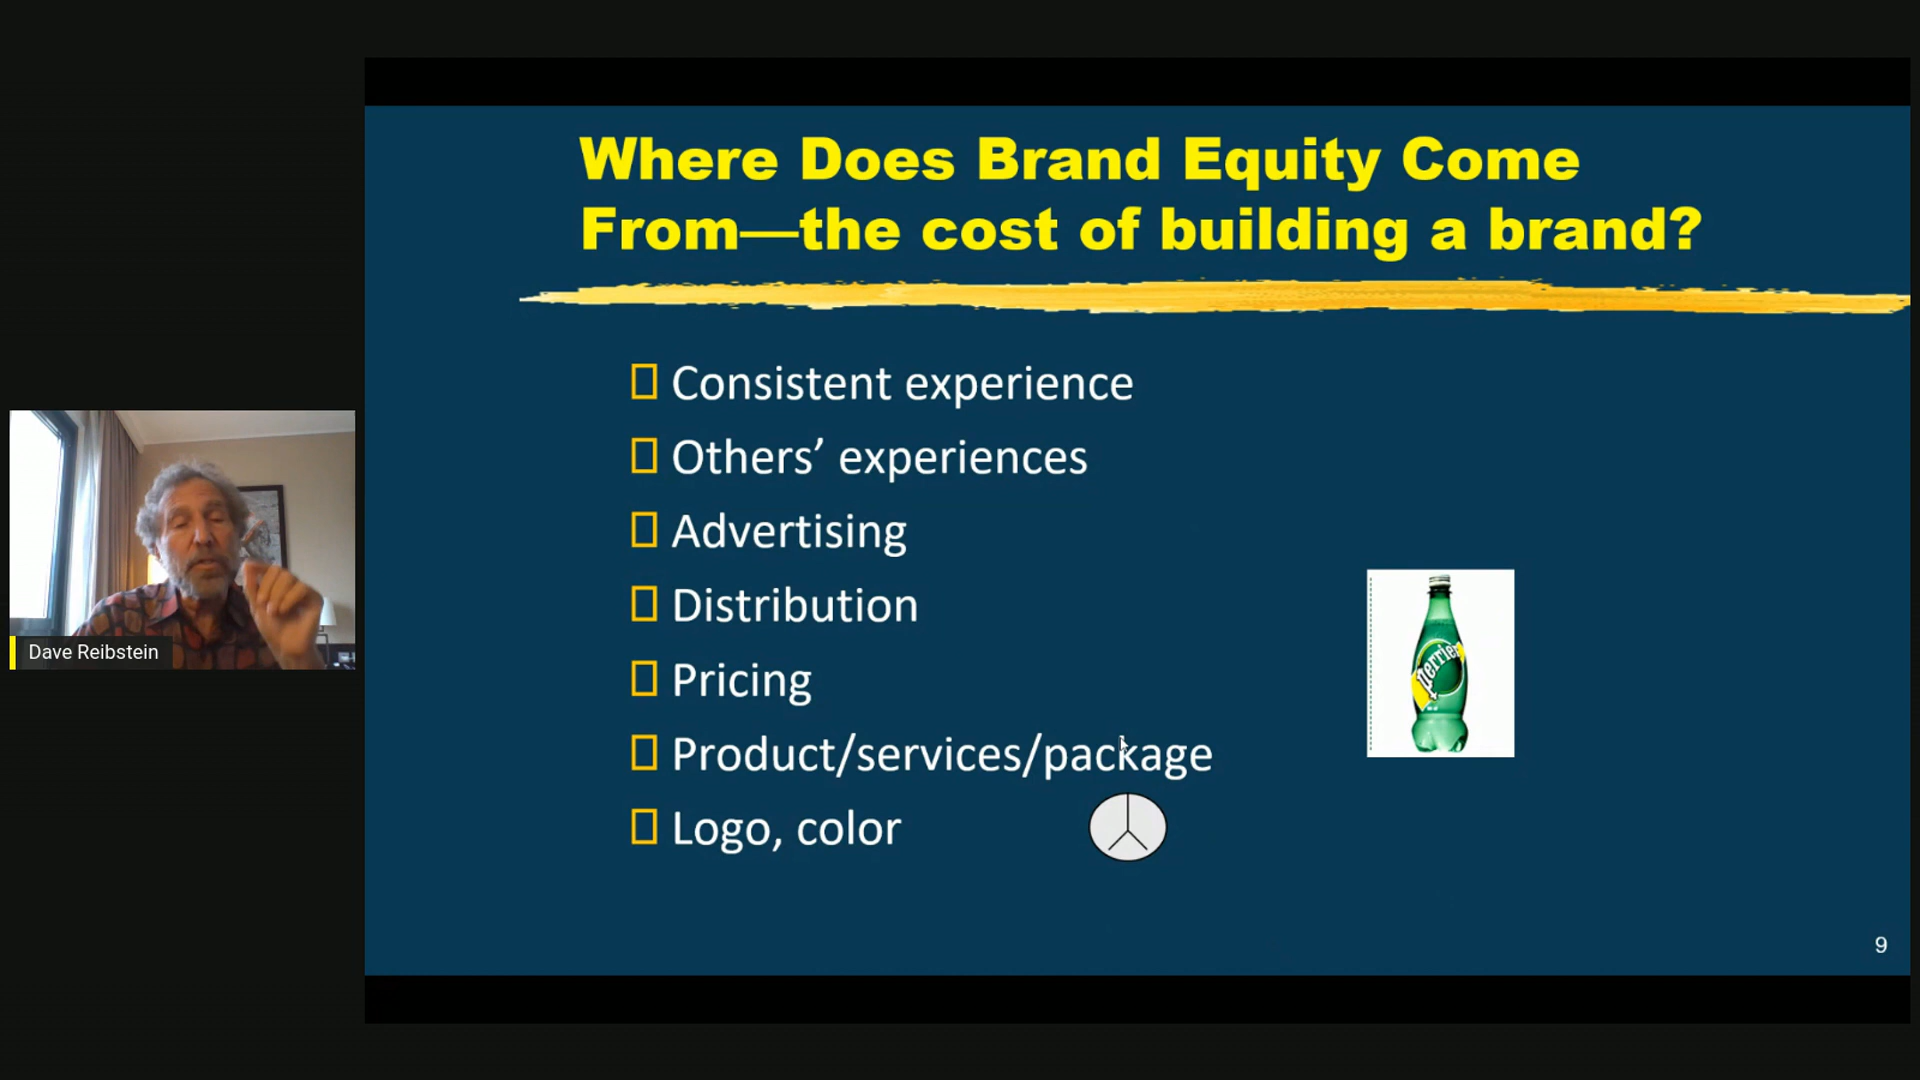 Where Does Brand Equity Come
From—the cost of building a brand?
Consistent experience
Others’ experiences
Advertising
Distribution
Pricing
Product/services/package
Logo, color
perrier
9
Dave Reibstein